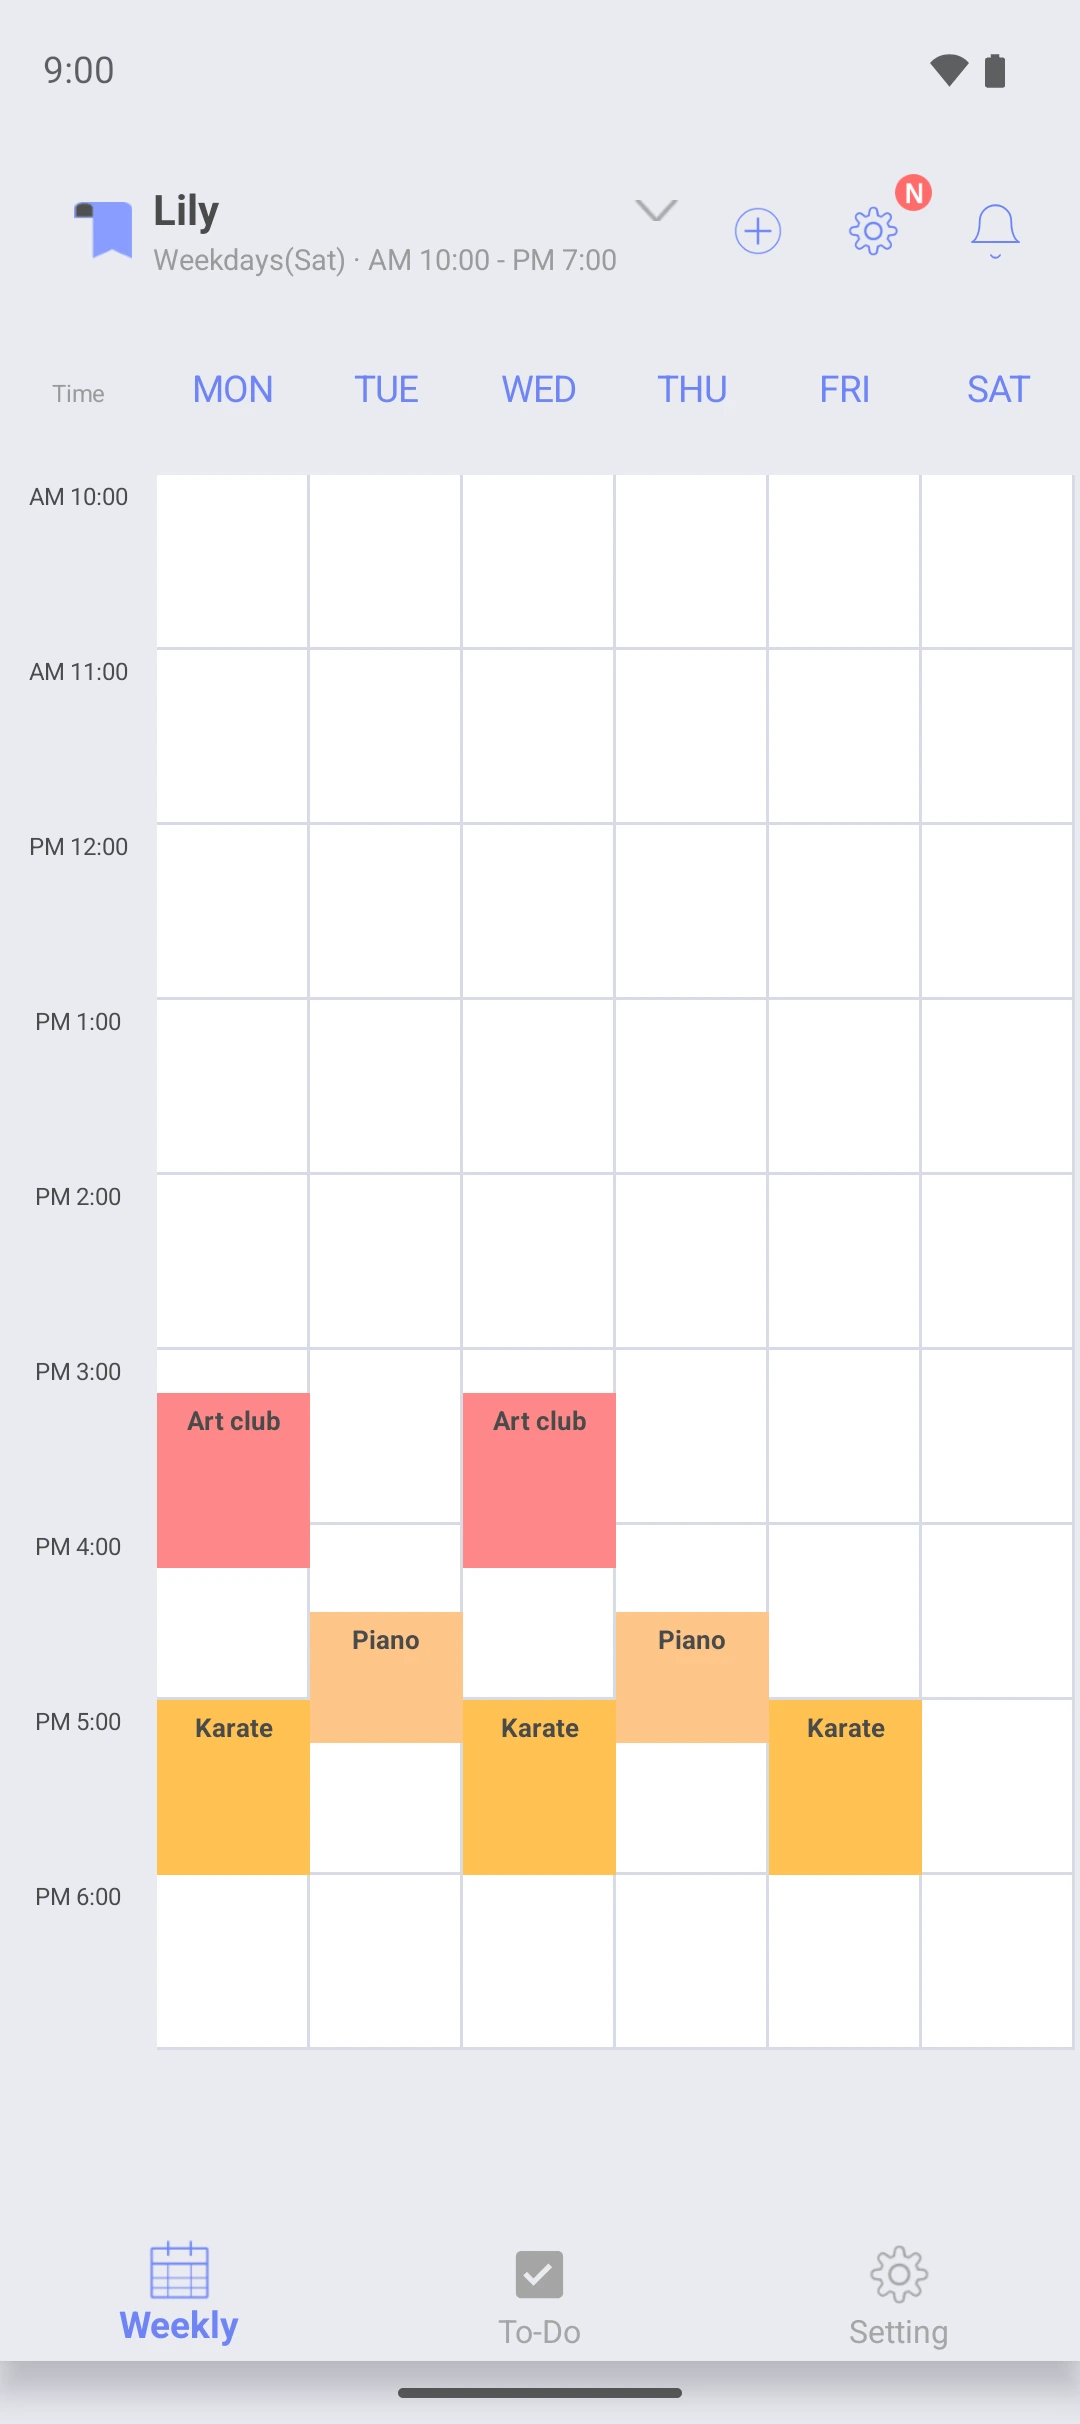 9:00
Lily
N
Weekdays(Sat) · AM 10:00 - PM 7:00
Time MON TUE WED THU FRI SAT
AM 10:00
AM 11:00
PM 12:00
PM 1:00
PM 2:00
PM 3:00
Art club Art club
PM 4:00
Piano Piano
PM 5:00
Karate Karate Karate
PM 6:00
Weekly To-Do Setting